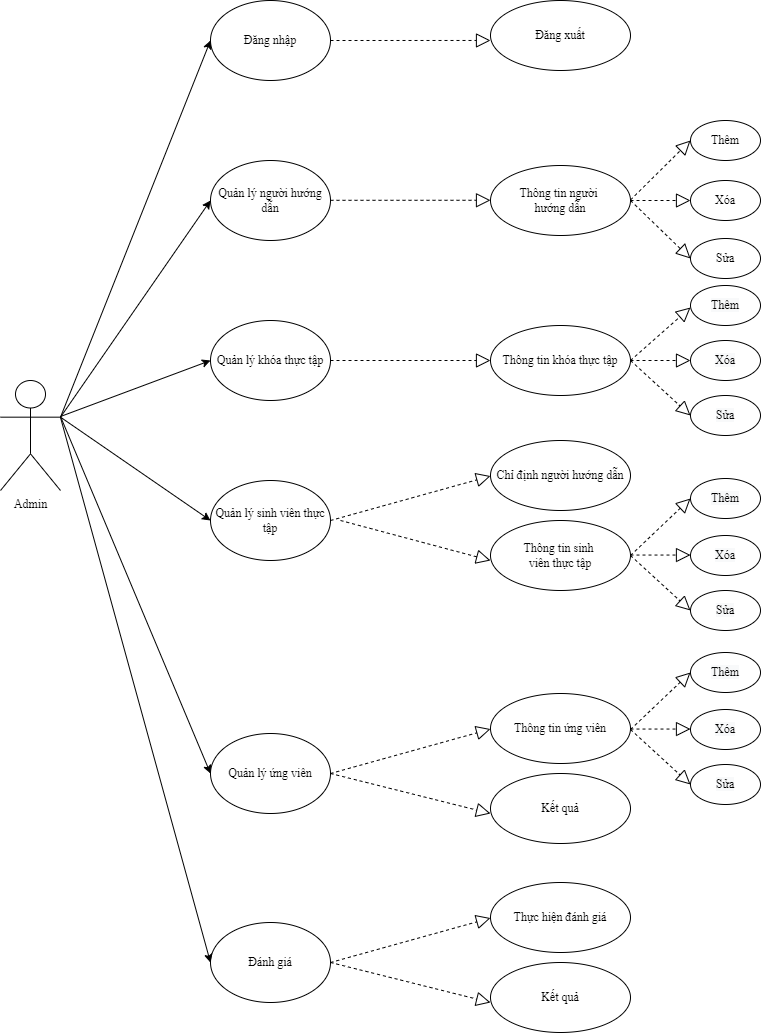 Đăng nhập
Đăng xuất
Thêm
Quản lý người hướng
dẫn
Thông tin người
hướng dẫn
Xóa
Sửa
Thêm
Quản lý khóa thực tập
Thông tin khóa thực tập
Xóa
Sửa
Admin
Chỉ định người hướng dẫn
Quản lý sinh viên thực
tập
Thông tin sinh
viên thực tập
Thêm
Xóa
Sửa
Thêm
Thông tin ứng viên
Xóa
Quản lý ứng viên
Sửa
Kết quả
Thực hiện đánh giá
Đánh giá
Kết quả